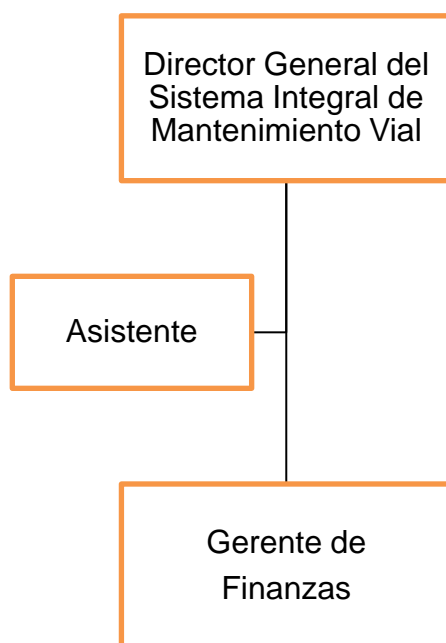 Director General del
Sistema Integral de
Mantenimiento Vial
Asistente
Gerente de
Finanzas